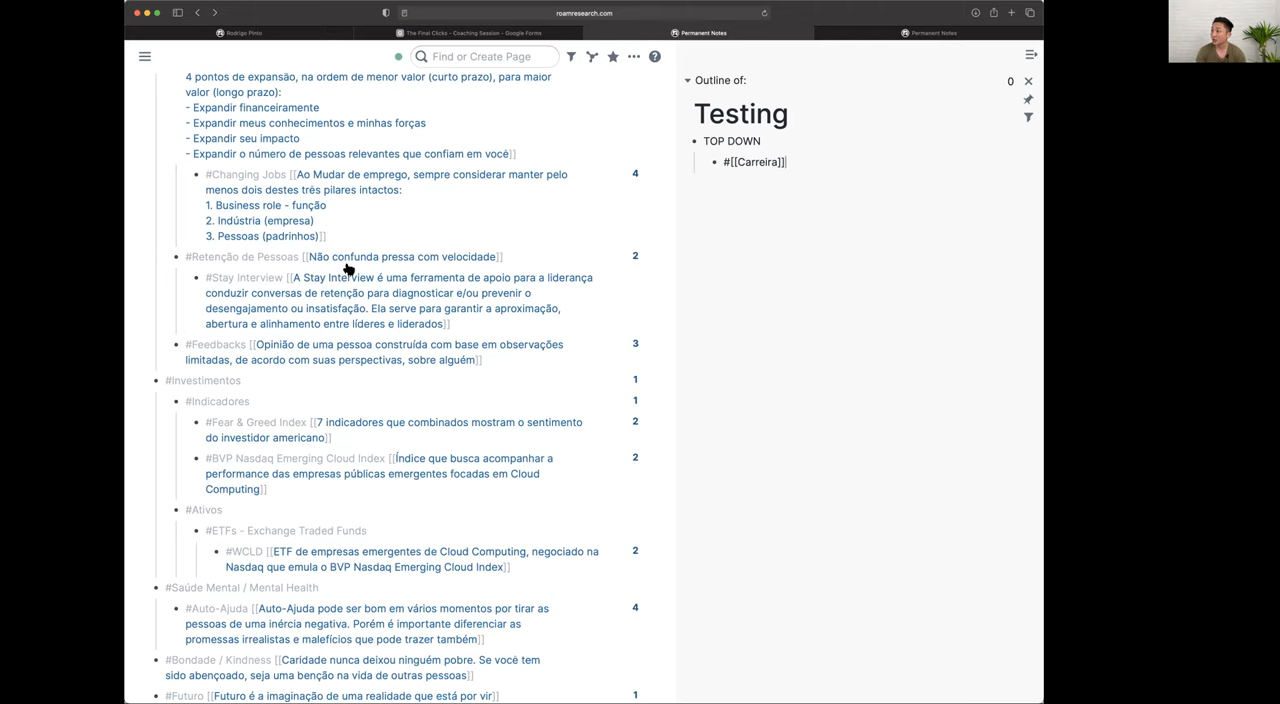 roamresearch.com
Rodrigo Pinto
The Final Clicks - Coaching Session - Google Forms
Permanent Notes
Permanent Notes
Find or Create Page
4 pontos de expansão, na ordem de menor valor (curto prazo), para maior
valor (longo prazo):
- Expandir financeiramente
- Expandir meus conhecimentos e minhas forças
- Expandir seu impacto
- Expandir o número de pessoas relevantes que confiam em você]]
#Changing Jobs [[Ao Mudar de emprego, sempre considerar manter pelo 4
menos dois destes três pilares intactos:
1. Business role - função
2. Indústria (empresa)
3. Pessoas (padrinhos)]]
#Retenção de Pessoas [[Não confunda pressa com velocidade]] 2
#Stay Interview [[A Stay Interview é uma ferramenta de apoio para a liderança
conduzir conversas de retenção para diagnosticar e/ou prevenir o
desengajamento ou insatisfação. Ela serve para garantir a aproximação,
abertura e alinhamento entre líderes e liderados]]
#Feedbacks [[Opinião de uma pessoa construída com base em observações 3
limitadas, de acordo com suas perspectivas, sobre alguém]]
#Investimentos 1
#Indicadores 1
#Fear & Greed Index [[7 indicadores que combinados mostram o sentimento 2
do investidor americano]]
#BVP Nasdaq Emerging Cloud Index [[Índice que busca acompanhar a 2
performance das empresas públicas emergentes focadas em Cloud
Computing]]
#Ativos
#ETFs - Exchange Traded Funds
#WCLD [[ETF de empresas emergentes de Cloud Computing, negociado na 2
Nasdaq que emula o BVP Nasdaq Emerging Cloud Index]]
#Saúde Mental / Mental Health
#Auto-Ajuda [[Auto-Ajuda pode ser bom em vários momentos por tirar as 4
pessoas de uma inércia negativa. Porém é importante diferenciar as
promessas irrealistas e malefícios que pode trazer também]]
#Bondade / Kindness [[Caridade nunca deixou ninguém pobre. Se você tem
sido abençoado, seja uma benção na vida de outras pessoas]]
#Futuro [[Futuro é a imaginação de uma realidade que está por vir]] 1
Outline of: 0
Testing
TOP DOWN
#[[Carreira]]